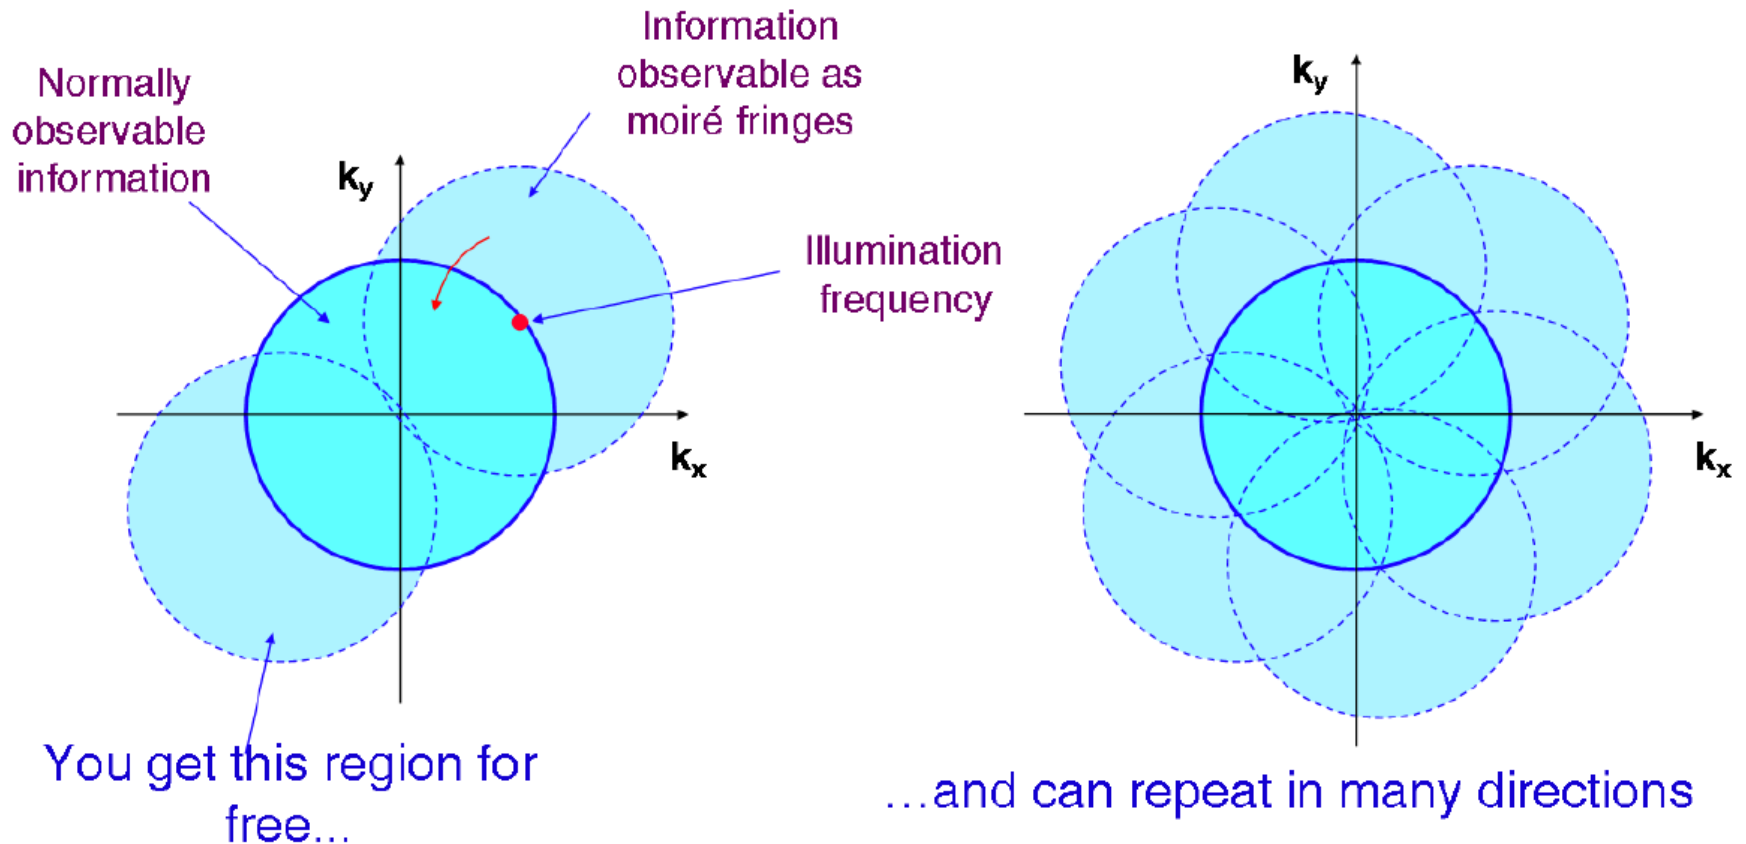 Normally
observable
information
Information
observable as
moiré fringes
Illumination
frequency
ky
kx
You get this region for
free...
ky
kx
...and can repeat in many directions